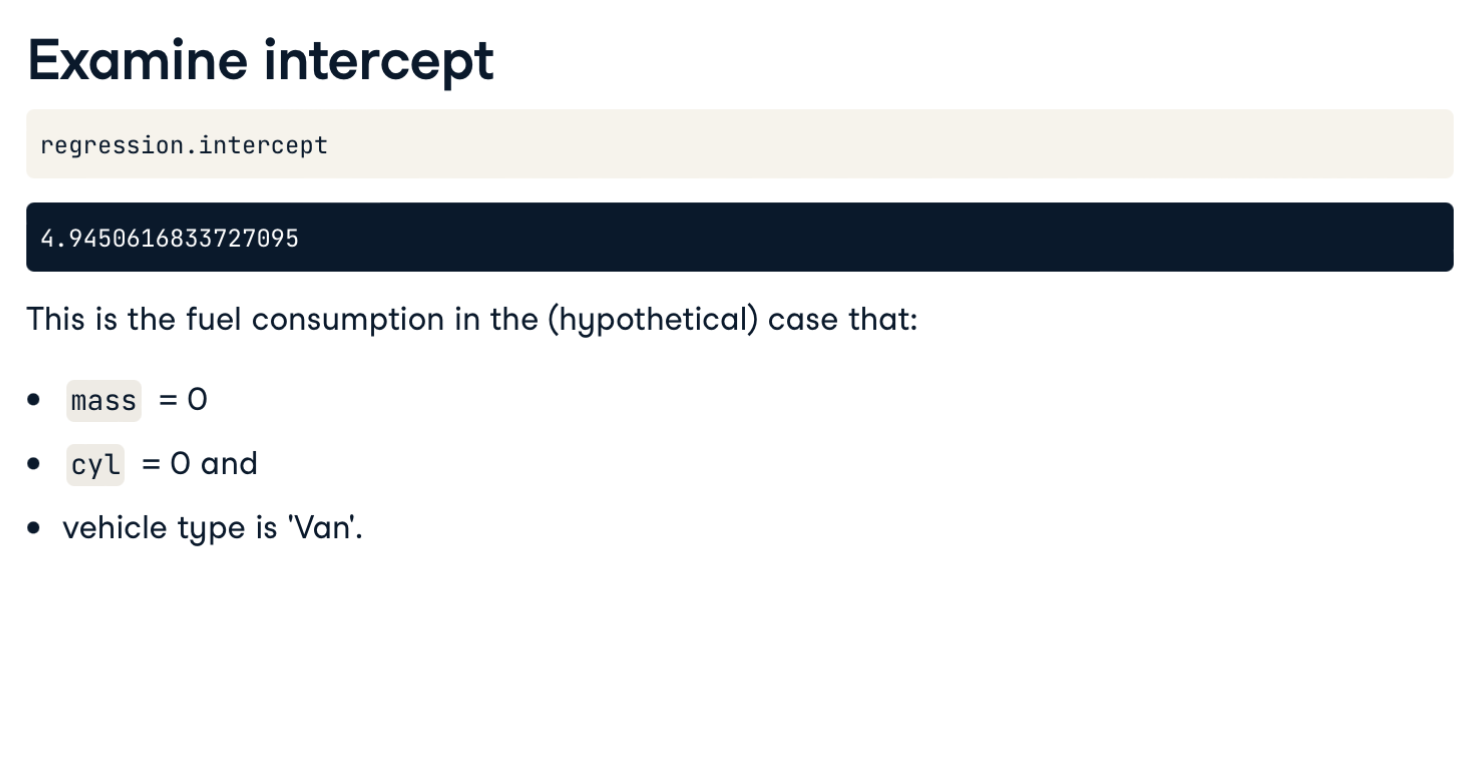 Examine intercept
regression.intercept
4.9450616833727095
This is the fuel consumption in the (hypothetical) case that:
• mass = 0
• cyl = 0 and
• vehicle type is 'Van'.